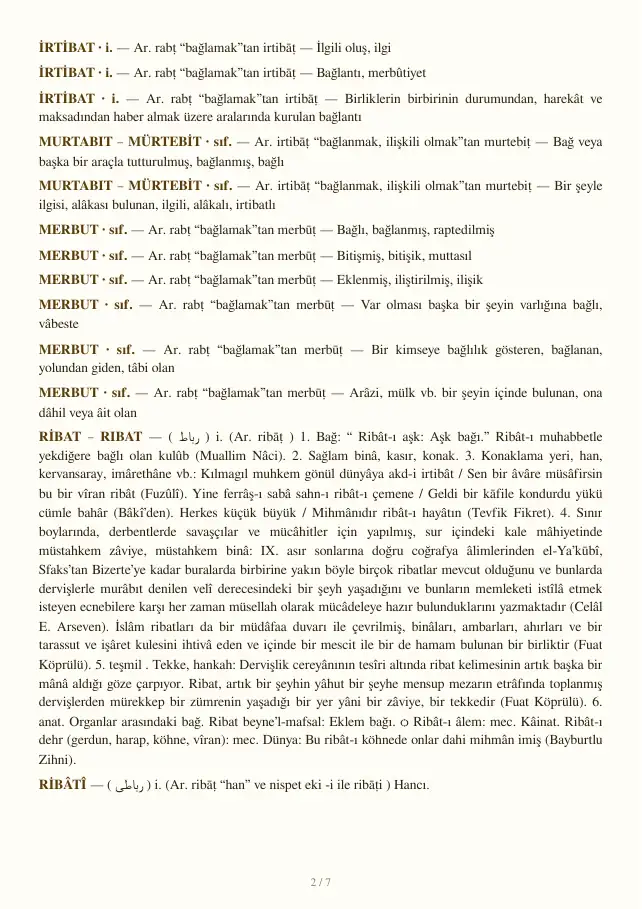 İRTİBAT · i. — Ar. rabṭ “bağlamak”tan irtibāṭ — İlgili oluş, ilgi
İRTİBAT · i. — Ar. rabṭ “bağlamak”tan irtibāṭ — Bağlantı, merbûtiyet
İRTİBAT · i. — Ar. rabṭ “bağlamak”tan irtibāṭ — Birliklerin birbirinin durumundan, harekât ve
maksadından haber almak üzere aralarında kurulan bağlantı
MURTABIT – MÜRTEBİT · sıf. — Ar. irtibāṭ “bağlanmak, ilişkili olmak”tan murtebiṭ — Bağ veya
başka bir araçla tutturulmuş, bağlanmış, bağlı
MURTABIT – MÜRTEBİT · sıf. — Ar. irtibāṭ “bağlanmak, ilişkili olmak”tan murtebiṭ — Bir şeyle
ilgisi, alâkası bulunan, ilgili, alâkalı, irtibatlı
MERBUT · sıf. — Ar. rabṭ “bağlamak”tan merbūṭ — Bağlı, bağlanmış, raptedilmiş
MERBUT · sıf. — Ar. rabṭ “bağlamak”tan merbūṭ — Bitişmiş, bitişik, muttasıl
MERBUT · sıf. — Ar. rabṭ “bağlamak”tan merbūṭ — Eklenmiş, iliştirilmiş, ilişik
MERBUT · sıf. — Ar. rabṭ “bağlamak”tan merbūṭ — Var olması başka bir şeyin varlığına bağlı,
vâbeste
MERBUT · sıf. — Ar. rabṭ “bağlamak”tan merbūṭ — Bir kimseye bağlılık gösteren, bağlanan,
yolundan giden, tâbi olan
MERBUT · sıf. — Ar. rabṭ “bağlamak”tan merbūṭ — Arâzi, mülk vb. bir şeyin içinde bulunan, ona
dâhil veya âit olan
RİBAT – RIBAT — ( رباط ) i. (Ar. ribāṭ ) 1. Bağ: “ Ribât-ı aşk: Aşk bağı.” Ribât-ı muhabbetle
yekdiğere bağlı olan kulûb (Muallim Nâci). 2. Sağlam binâ, kasır, konak. 3. Konaklama yeri, han,
kervansaray, imârethâne vb.: Kılmagıl muhkem gönül dünyâya akd-i irtibât / Sen bir âvâre müsâfirsin
bu bir vîran ribât (Fuzûlî). Yine ferrâş-ı sabâ sahn-ı ribât-ı çemene / Geldi bir kâfile kondurdu yükü
cümle bahâr (Bâkî’den). Herkes küçük büyük / Mihmânıdır ribât-ı hayâtın (Tevfik Fikret). 4. Sınır
boylarında, derbentlerde savaşçılar ve mücâhitler için yapılmış, sur içindeki kale mâhiyetinde
müstahkem zâviye, müstahkem binâ: IX. asır sonlarına doğru coğrafya âlimlerinden el-Ya’kūbî,
Sfaks’tan Bizerte’ye kadar buralarda birbirine yakın böyle birçok ribatlar mevcut olduğunu ve bunlarda
dervişlerle murâbıt denilen velî derecesindeki bir şeyh yaşadığını ve bunların memleketi istîlâ etmek
isteyen ecnebilere karşı her zaman müsellah olarak mücâdeleye hazır bulunduklarını yazmaktadır (Celâl
E. Arseven). İslâm ribatları da bir müdâfaa duvarı ile çevrilmiş, binâları, ambarları, ahırları ve bir
tarassut ve işâret kulesini ihtivâ eden ve içinde bir mescit ile bir de hamam bulunan bir birliktir (Fuat
Köprülü). 5. teşmil . Tekke, hankah: Dervişlik cereyânının tesîri altında ribat kelimesinin artık başka bir
mânâ aldığı göze çarpıyor. Ribat, artık bir şeyhin yâhut bir şeyhe mensup mezarın etrâfında toplanmış
dervişlerden mürekkep bir zümrenin yaşadığı bir yer yâni bir zâviye, bir tekkedir (Fuat Köprülü). 6.
anat. Organlar arasındaki bağ. Ribat beyne’l-mafsal: Eklem bağı. ѻ Ribât-ı âlem: mec. Kâinat. Ribât-ı
dehr (gerdun, harap, köhne, vîran): mec. Dünya: Bu ribât-ı köhnede onlar dahi mihmân imiş (Bayburtlu
Zihni).
RİBÂTÎ — ( رباطى ) i. (Ar. ribāṭ “han” ve nispet eki -i ile ribāṭi ) Hancı.
2 / 7